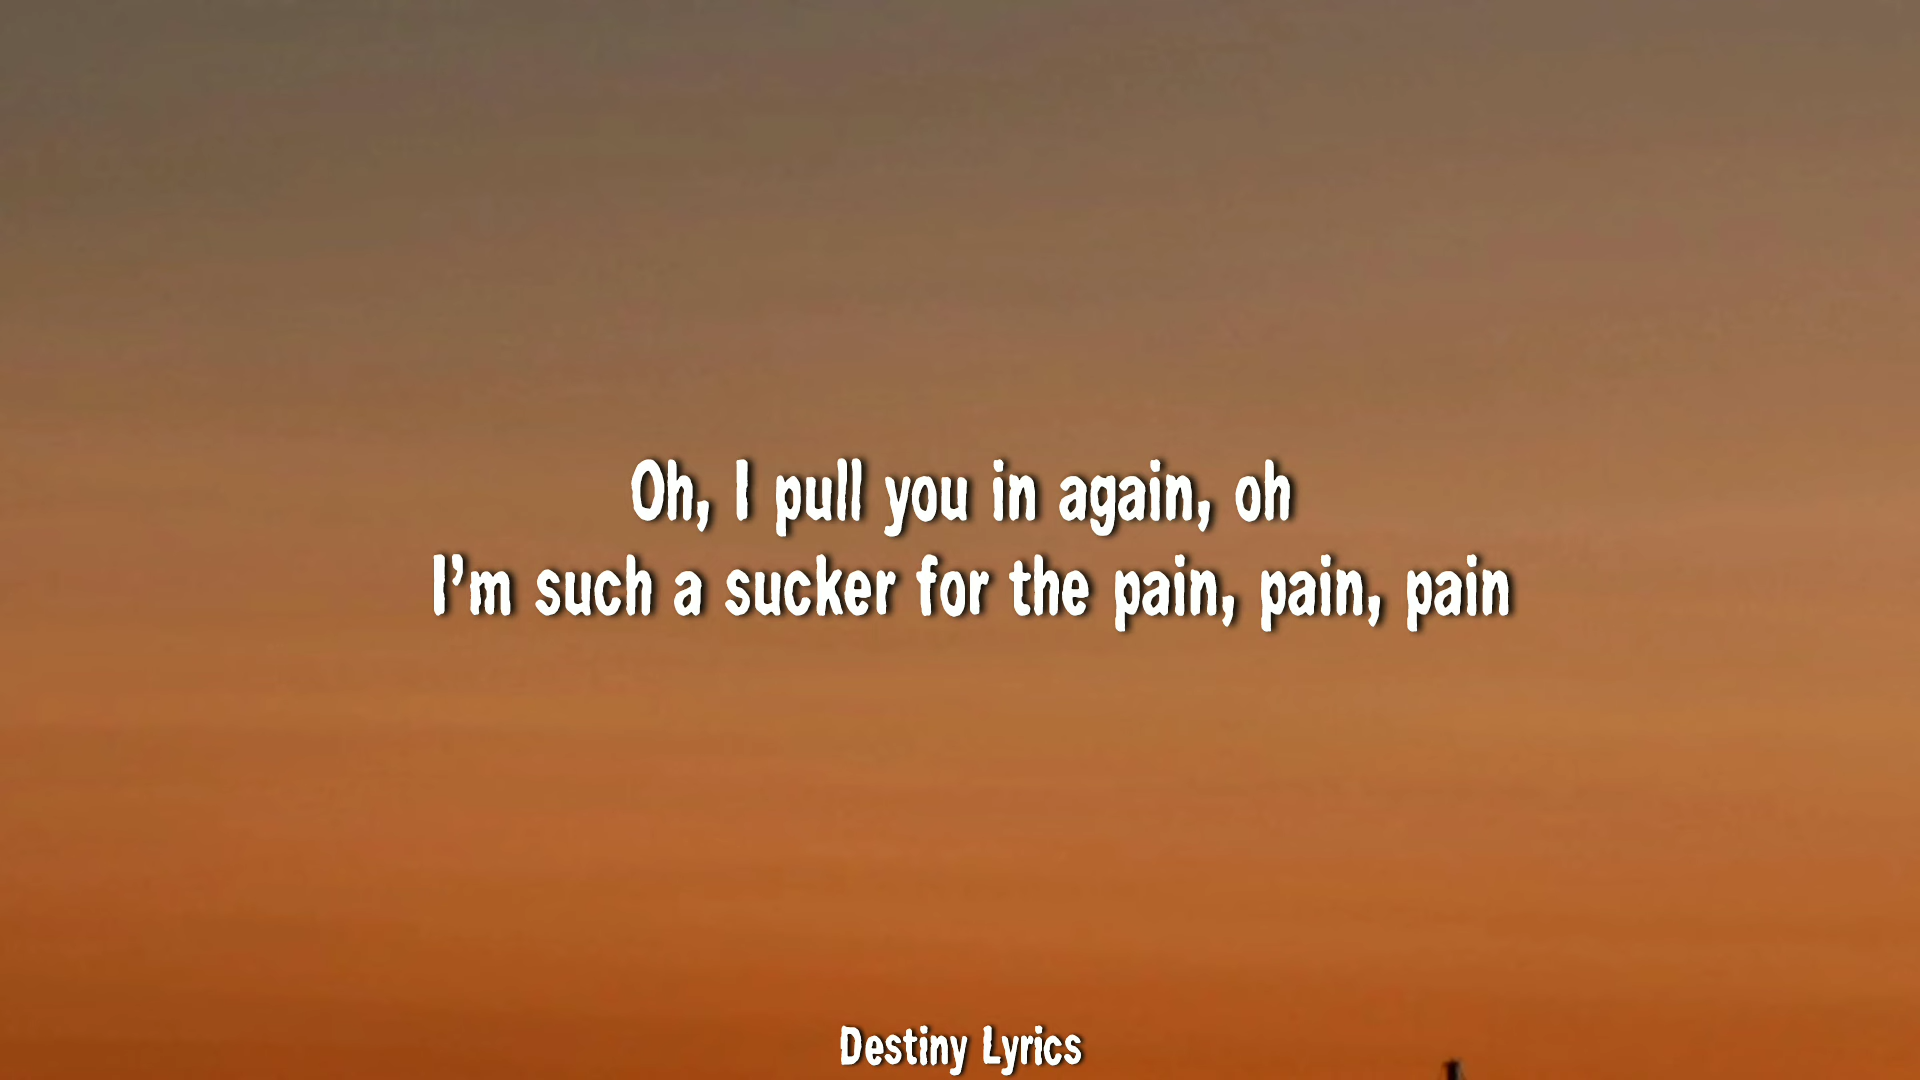 Oh, I pull you in again, oh
I'm such a sucker for the pain, pain, pain
Destiny Lyrics